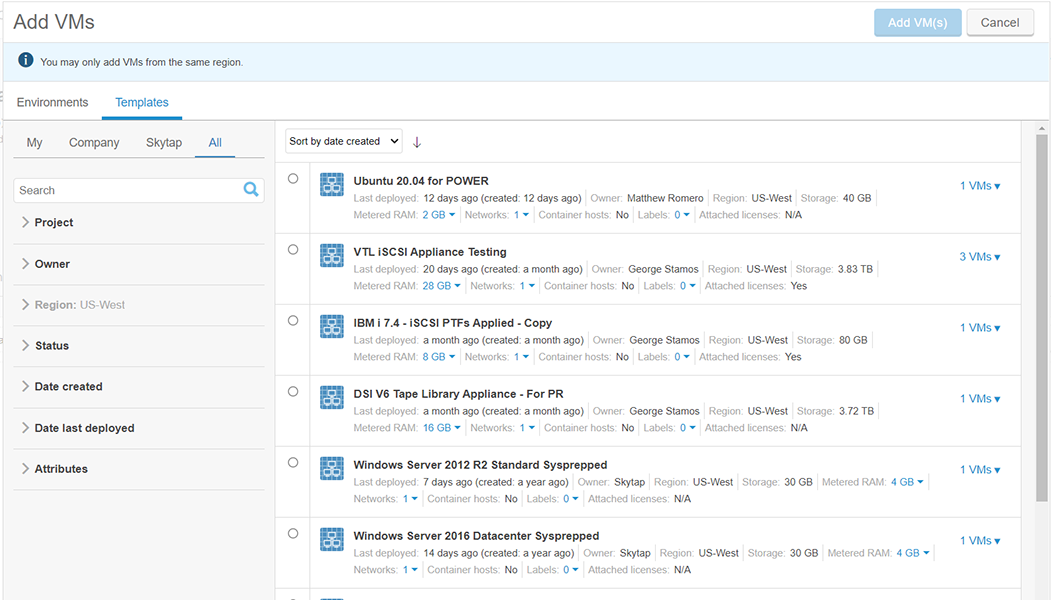 Add VMs
Add VM(s)
Cancel
You may only add VMs from the same region.
Environments
Templates
My
Company
Skytap
All
Search
Project
Owner
Region: US-West
Status
Date created
Date last deployed
Attributes
Sort by date created
Ubuntu 20.04 for POWER
1 VMs
Last deployed: 12 days ago (created: 12 days ago) Owner: Matthew Romero Region: US-West Storage: 40 GB
Metered RAM: 2 GB Networks: 1 Container hosts: No Labels: 0 Attached licenses: N/A
VTL iSCSI Appliance Testing
3 VMs
Last deployed: 20 days ago (created: a month ago) Owner: George Stamos Region: US-West Storage: 3.83 TB
Metered RAM: 28 GB Networks: 1 Container hosts: No Labels: 0 Attached licenses: Yes
IBM i 7.4 - iSCSI PTFs Applied - Copy
1 VMs
Last deployed: a month ago (created: a month ago) Owner: George Stamos Region: US-West Storage: 80 GB
Metered RAM: 8 GB Networks: 1 Container hosts: No Labels: 0 Attached licenses: Yes
DSI V6 Tape Library Appliance - For PR
1 VMs
Last deployed: a month ago (created: a month ago) Owner: George Stamos Region: US-West Storage: 3.72 TB
Metered RAM: 16 GB Networks: 1 Container hosts: No Labels: 0 Attached licenses: N/A
Windows Server 2012 R2 Standard Sysprepped
1 VMs
Last deployed: 7 days ago (created: a year ago) Owner: Skytap Region: US-West Storage: 30 GB Metered RAM: 4 GB
Networks: 1 Container hosts: No Labels: 0 Attached licenses: N/A
Windows Server 2016 Datacenter Sysprepped
1 VMs
Last deployed: 14 days ago (created: a year ago) Owner: Skytap Region: US-West Storage: 30 GB Metered RAM: 4 GB
Networks: 1 Container hosts: No Labels: 0 Attached licenses: N/A